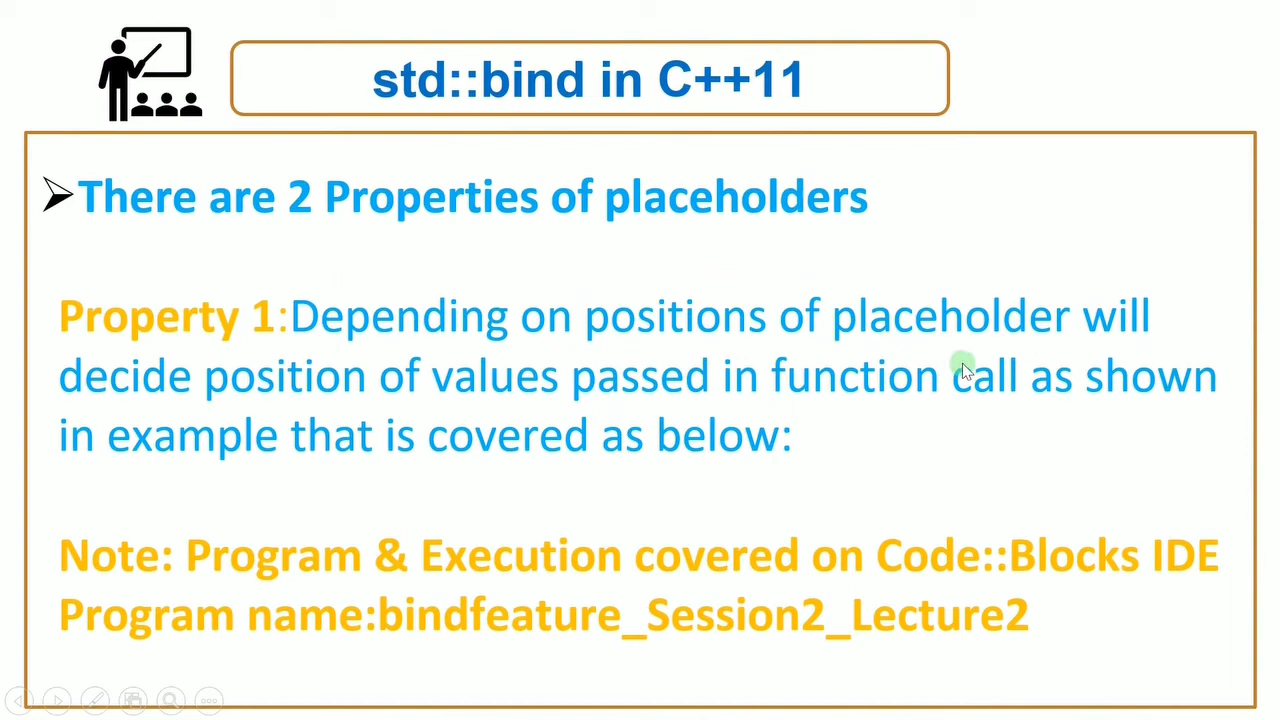 std::bind in C++11
There are 2 Properties of placeholders
Property 1:Depending on positions of placeholder will
decide position of values passed in function call as shown
in example that is covered as below:
Note: Program & Execution covered on Code::Blocks IDE
Program name:bindfeature_Session2_Lecture2